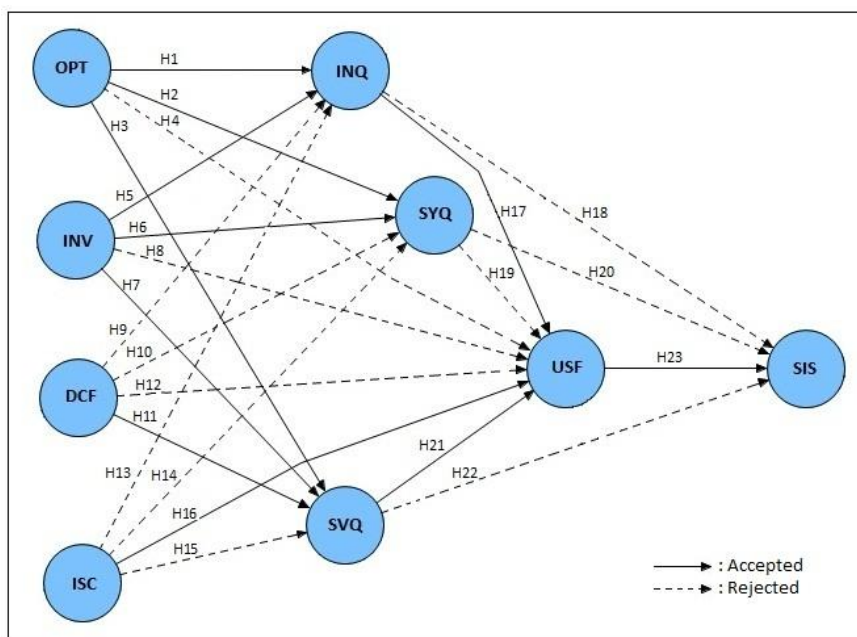 OPT
H1
INQ
H2
H3
H4
H5
SYQ
H17
H18
INV
H6
H8
H7
H19
H20
H9
H10
USF
H23
SIS
DCF
H12
H11
H21
H22
H13
H14
H16
SVQ
H15
ISC
: Accepted
: Rejected